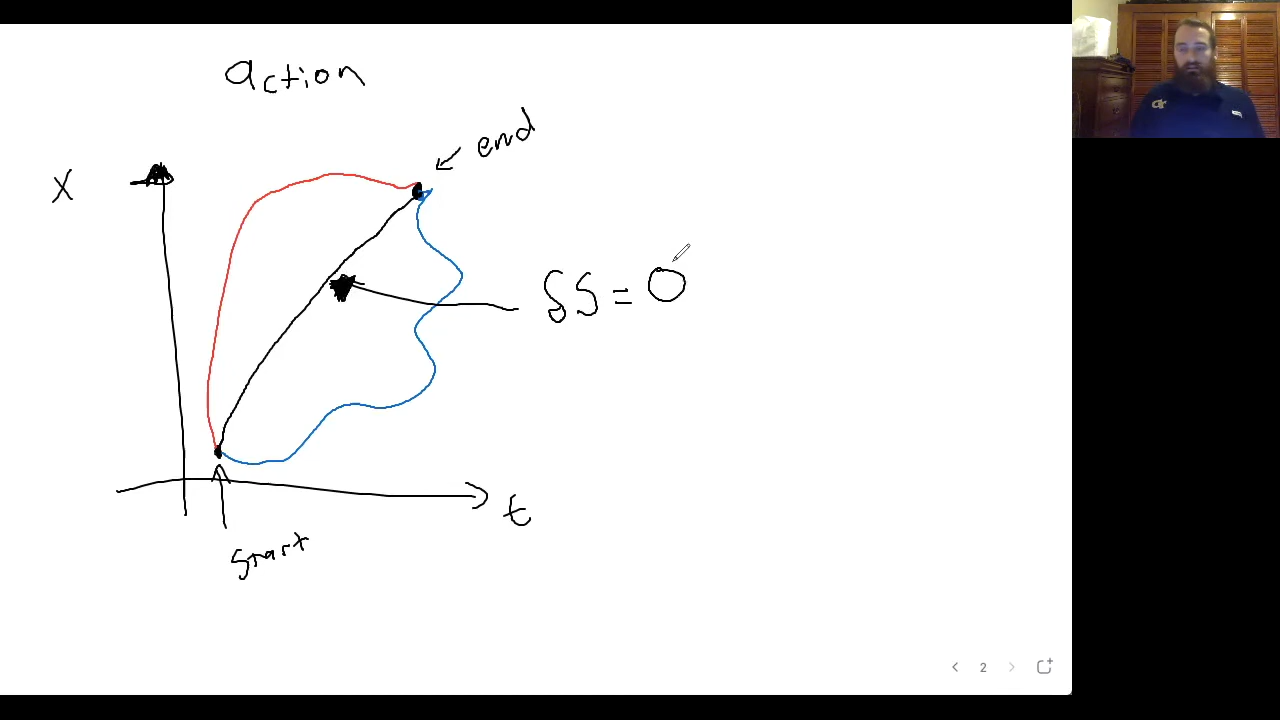 action
end
X
δS = 0
t
start
2